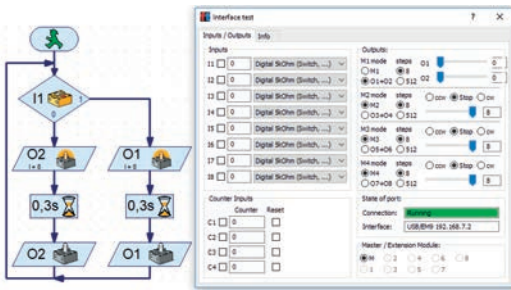 I1
1
0
O2
I = 8
O1
I = 8
0,3s
0,3s
O2
O1
Interface test
?
Inputs / Outputs
Info
Inputs
I1 0 Digital 5kOhm (Switch, ....)
I2 0 Digital 5kOhm (Switch, ....)
I3 0 Digital 5kOhm (Switch, ....)
I4 0 Digital 5kOhm (Switch, ....)
I5 0 Digital 5kOhm (Switch, ....)
I6 0 Digital 5kOhm (Switch, ....)
I7 0 Digital 5kOhm (Switch, ....)
I8 0 Digital 5kOhm (Switch, ....)
Counter Inputs
Counter Reset
C1 0
C2 0
C3 0
C4 0
Outputs:
M1 mode steps O1 0
M1 8
O1+O2 512 O2 0
M2 mode steps ccw Stop cw
M2 8
O3+O4 512 8
M3 mode steps ccw Stop cw
M3 8
O5+O6 512 8
M4 mode steps ccw Stop cw
M4 8
O7+O8 512 8
State of port:
Connection: Running
Interface: USB/EM9 192.168.7.2
Master / Extension Module:
M 2 4 6 8
1 3 5 7